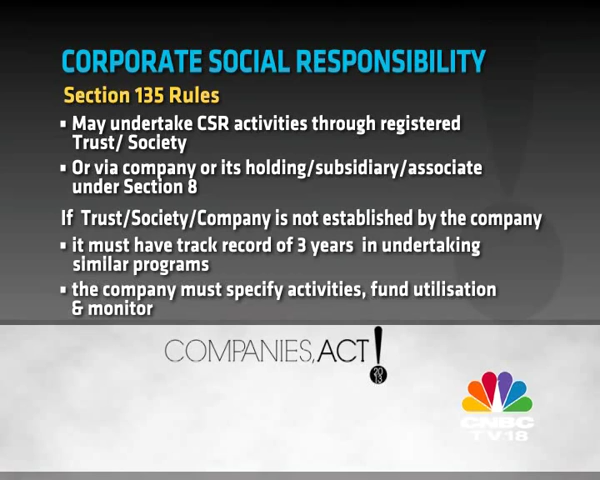 CORPORATE SOCIAL RESPONSIBILITY
Section 135 Rules
▪ May undertake CSR activities through registered
Trust/ Society
▪ Or via company or its holding/subsidiary/associate
under Section 8
If Trust/Society/Company is not established by the company
▪ it must have track record of 3 years in undertaking
similar programs
▪ the company must specify activities, fund utilisation
& monitor
COMPANIES, ACT!
2013
CNBC
TV18